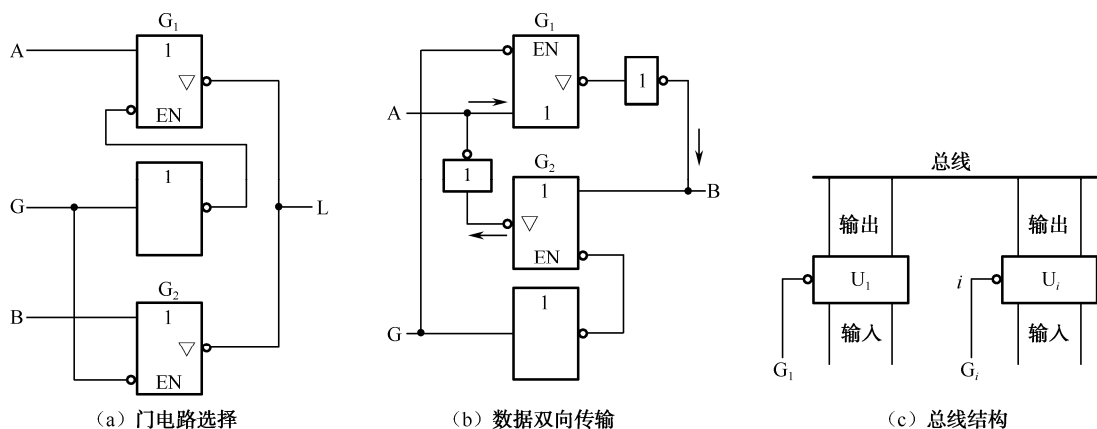 G₁
A
1
▽
EN
1
G
L
G₂
B
1
▽
EN
(a) 门电路选择
G₁
EN
▽
1
1
A
1
G₂
1
▽
EN
B
1
G
(b) 数据双向传输
总线
输出
输出
U₁
i
Uᵢ
输入
输入
G₁
Gᵢ
(c) 总线结构